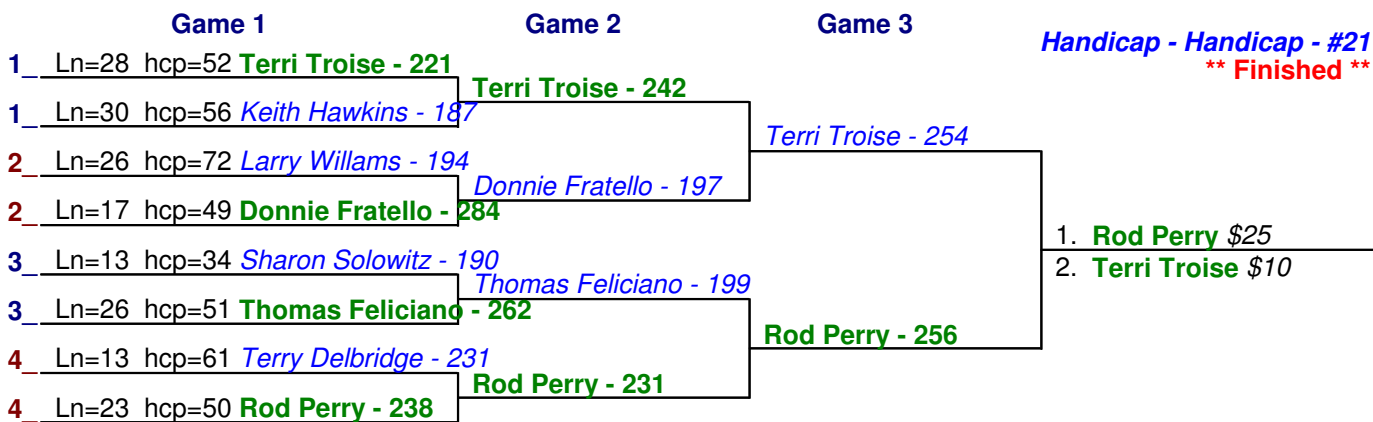 Game 1 Game 2 Game 3
Handicap - Handicap - #21
** Finished **
1_ Ln=28 hcp=52 Terri Troise - 221
Terri Troise - 242
1_ Ln=30 hcp=56 Keith Hawkins - 187
Terri Troise - 254
2_ Ln=26 hcp=72 Larry Willams - 194
Donnie Fratello - 197
2_ Ln=17 hcp=49 Donnie Fratello - 284
1. Rod Perry $25
3_ Ln=13 hcp=34 Sharon Solowitz - 190
2. Terri Troise $10
Thomas Feliciano - 199
3_ Ln=26 hcp=51 Thomas Feliciano - 262
Rod Perry - 256
4_ Ln=13 hcp=61 Terry Delbridge - 231
Rod Perry - 231
4_ Ln=23 hcp=50 Rod Perry - 238